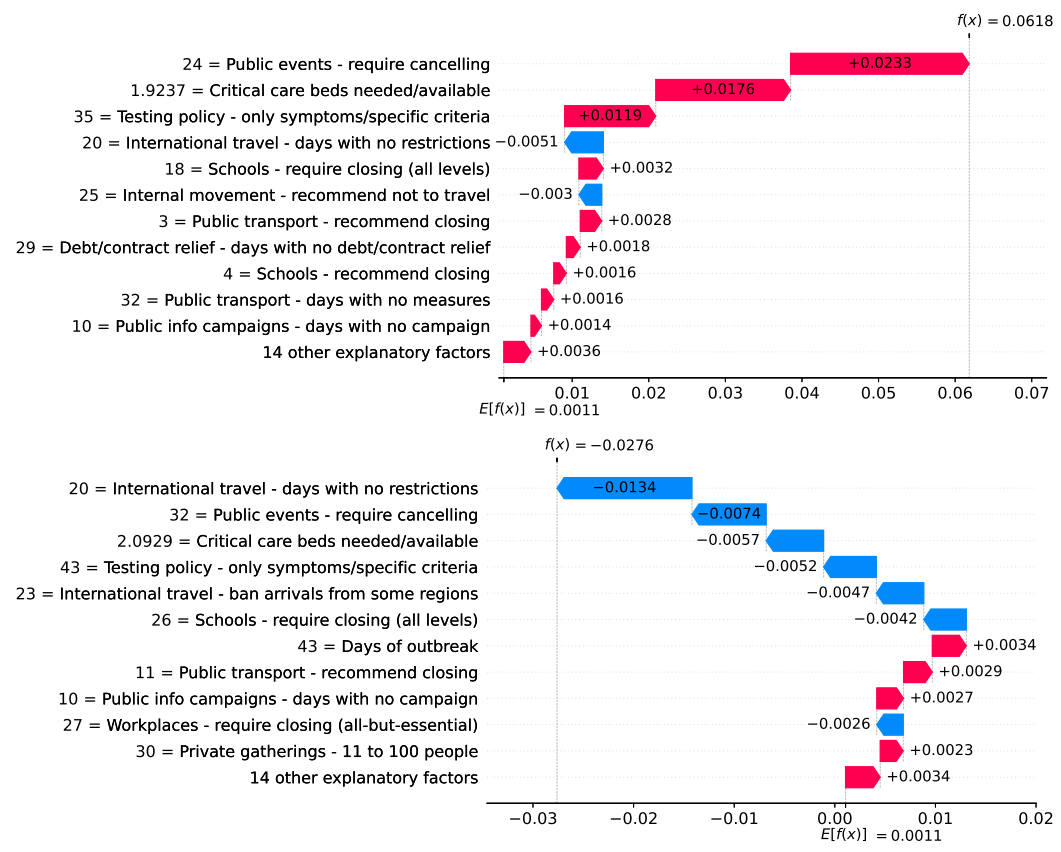 f(x) = 0.0618
24 = Public events - require cancelling +0.0233
1.9237 = Critical care beds needed/available +0.0176
35 = Testing policy - only symptoms/specific criteria +0.0119
20 = International travel - days with no restrictions −0.0051
18 = Schools - require closing (all levels) +0.0032
25 = Internal movement - recommend not to travel −0.003
3 = Public transport - recommend closing +0.0028
29 = Debt/contract relief - days with no debt/contract relief +0.0018
4 = Schools - recommend closing +0.0016
32 = Public transport - days with no measures +0.0016
10 = Public info campaigns - days with no campaign +0.0014
14 other explanatory factors +0.0036
0.01 0.02 0.03 0.04 0.05 0.06 0.07
E[f(x)] = 0.0011
f(x) = −0.0276
20 = International travel - days with no restrictions −0.0134
32 = Public events - require cancelling −0.0074
2.0929 = Critical care beds needed/available −0.0057
43 = Testing policy - only symptoms/specific criteria −0.0052
23 = International travel - ban arrivals from some regions −0.0047
26 = Schools - require closing (all levels) −0.0042
43 = Days of outbreak +0.0034
11 = Public transport - recommend closing +0.0029
10 = Public info campaigns - days with no campaign +0.0027
27 = Workplaces - require closing (all-but-essential) −0.0026
30 = Private gatherings - 11 to 100 people +0.0023
14 other explanatory factors +0.0034
−0.03 −0.02 −0.01 0.00 0.01 0.02
E[f(x)] = 0.0011